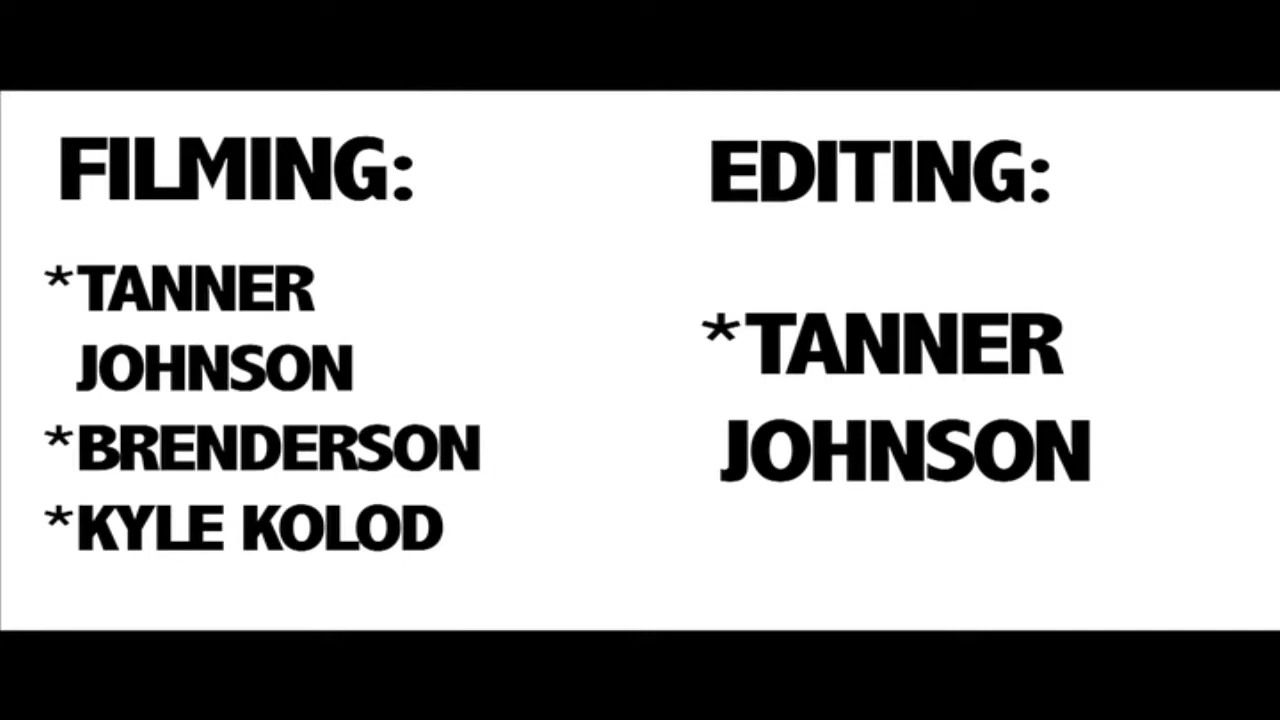 FILMING:
*TANNER
JOHNSON
*BRENDERSON
*KYLE KOLOD
EDITING:
*TANNER
JOHNSON